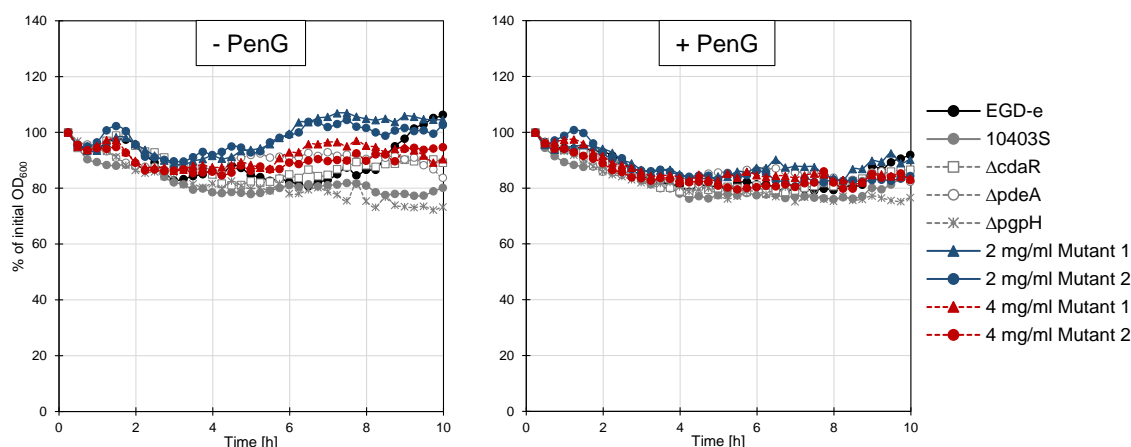 - PenG
+ PenG
% of initial OD600
140
120
100
80
60
40
20
0
0 2 4 6 8 10
Time [h]
140
120
100
80
60
40
20
0
0 2 4 6 8 10
Time [h]
EGD-e
10403S
ΔcdaR
ΔpdeA
ΔpgpH
2 mg/ml Mutant 1
2 mg/ml Mutant 2
4 mg/ml Mutant 1
4 mg/ml Mutant 2